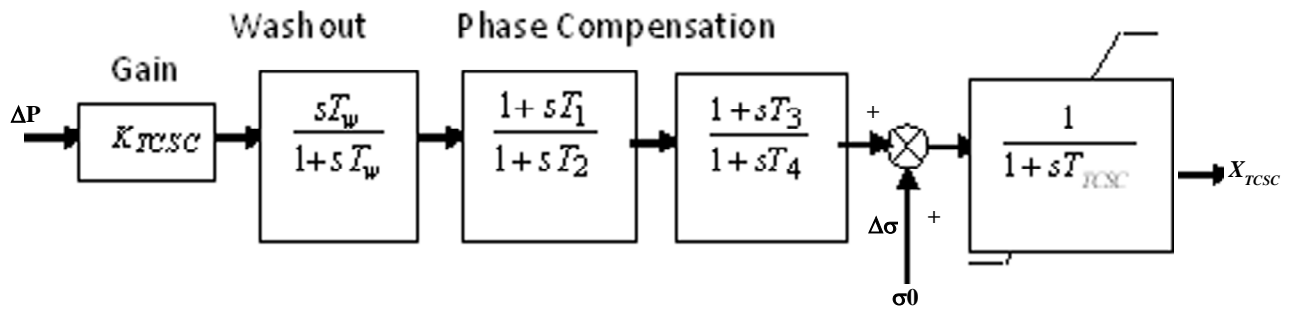 Washout Phase Compensation
Gain
ΔP
K_TCSC
sT_w
1+sT_w
1+sT_1
1+sT_2
1+sT_3
1+sT_4
+
1
1+sT_TCSC
X_TCSC
Δσ +
σ0